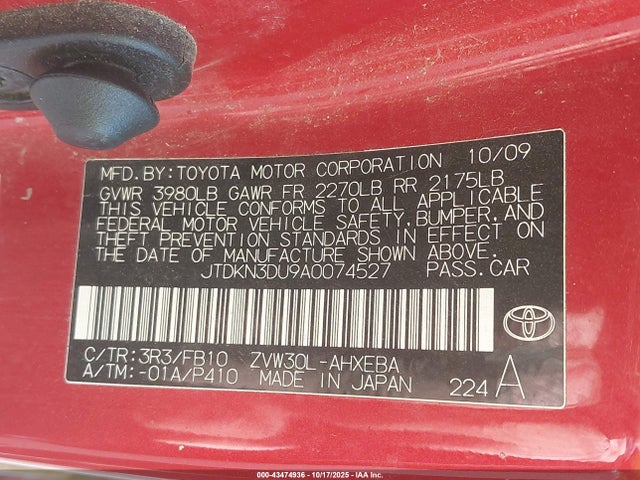 MFD.BY:TOYOTA MOTOR CORPORATION 10/09
GVWR 3980LB GAWR FR 2270LB RR 2175LB
THIS VEHICLE CONFORMS TO ALL APPLICABLE
FEDERAL MOTOR VEHICLE SAFETY,BUMPER,AND
THEFT PREVENTION STANDARDS IN EFFECT ON
THE DATE OF MANUFACTURE SHOWN ABOVE.
JTDKN3DU9A0074527 PASS.CAR
C/TR:3R3/FB10 ZVW30L-AHXEBA
A/TM:-01A/P410 MADE IN JAPAN 224 A
000-43474936 | 10/17/2025 | IAA Inc.